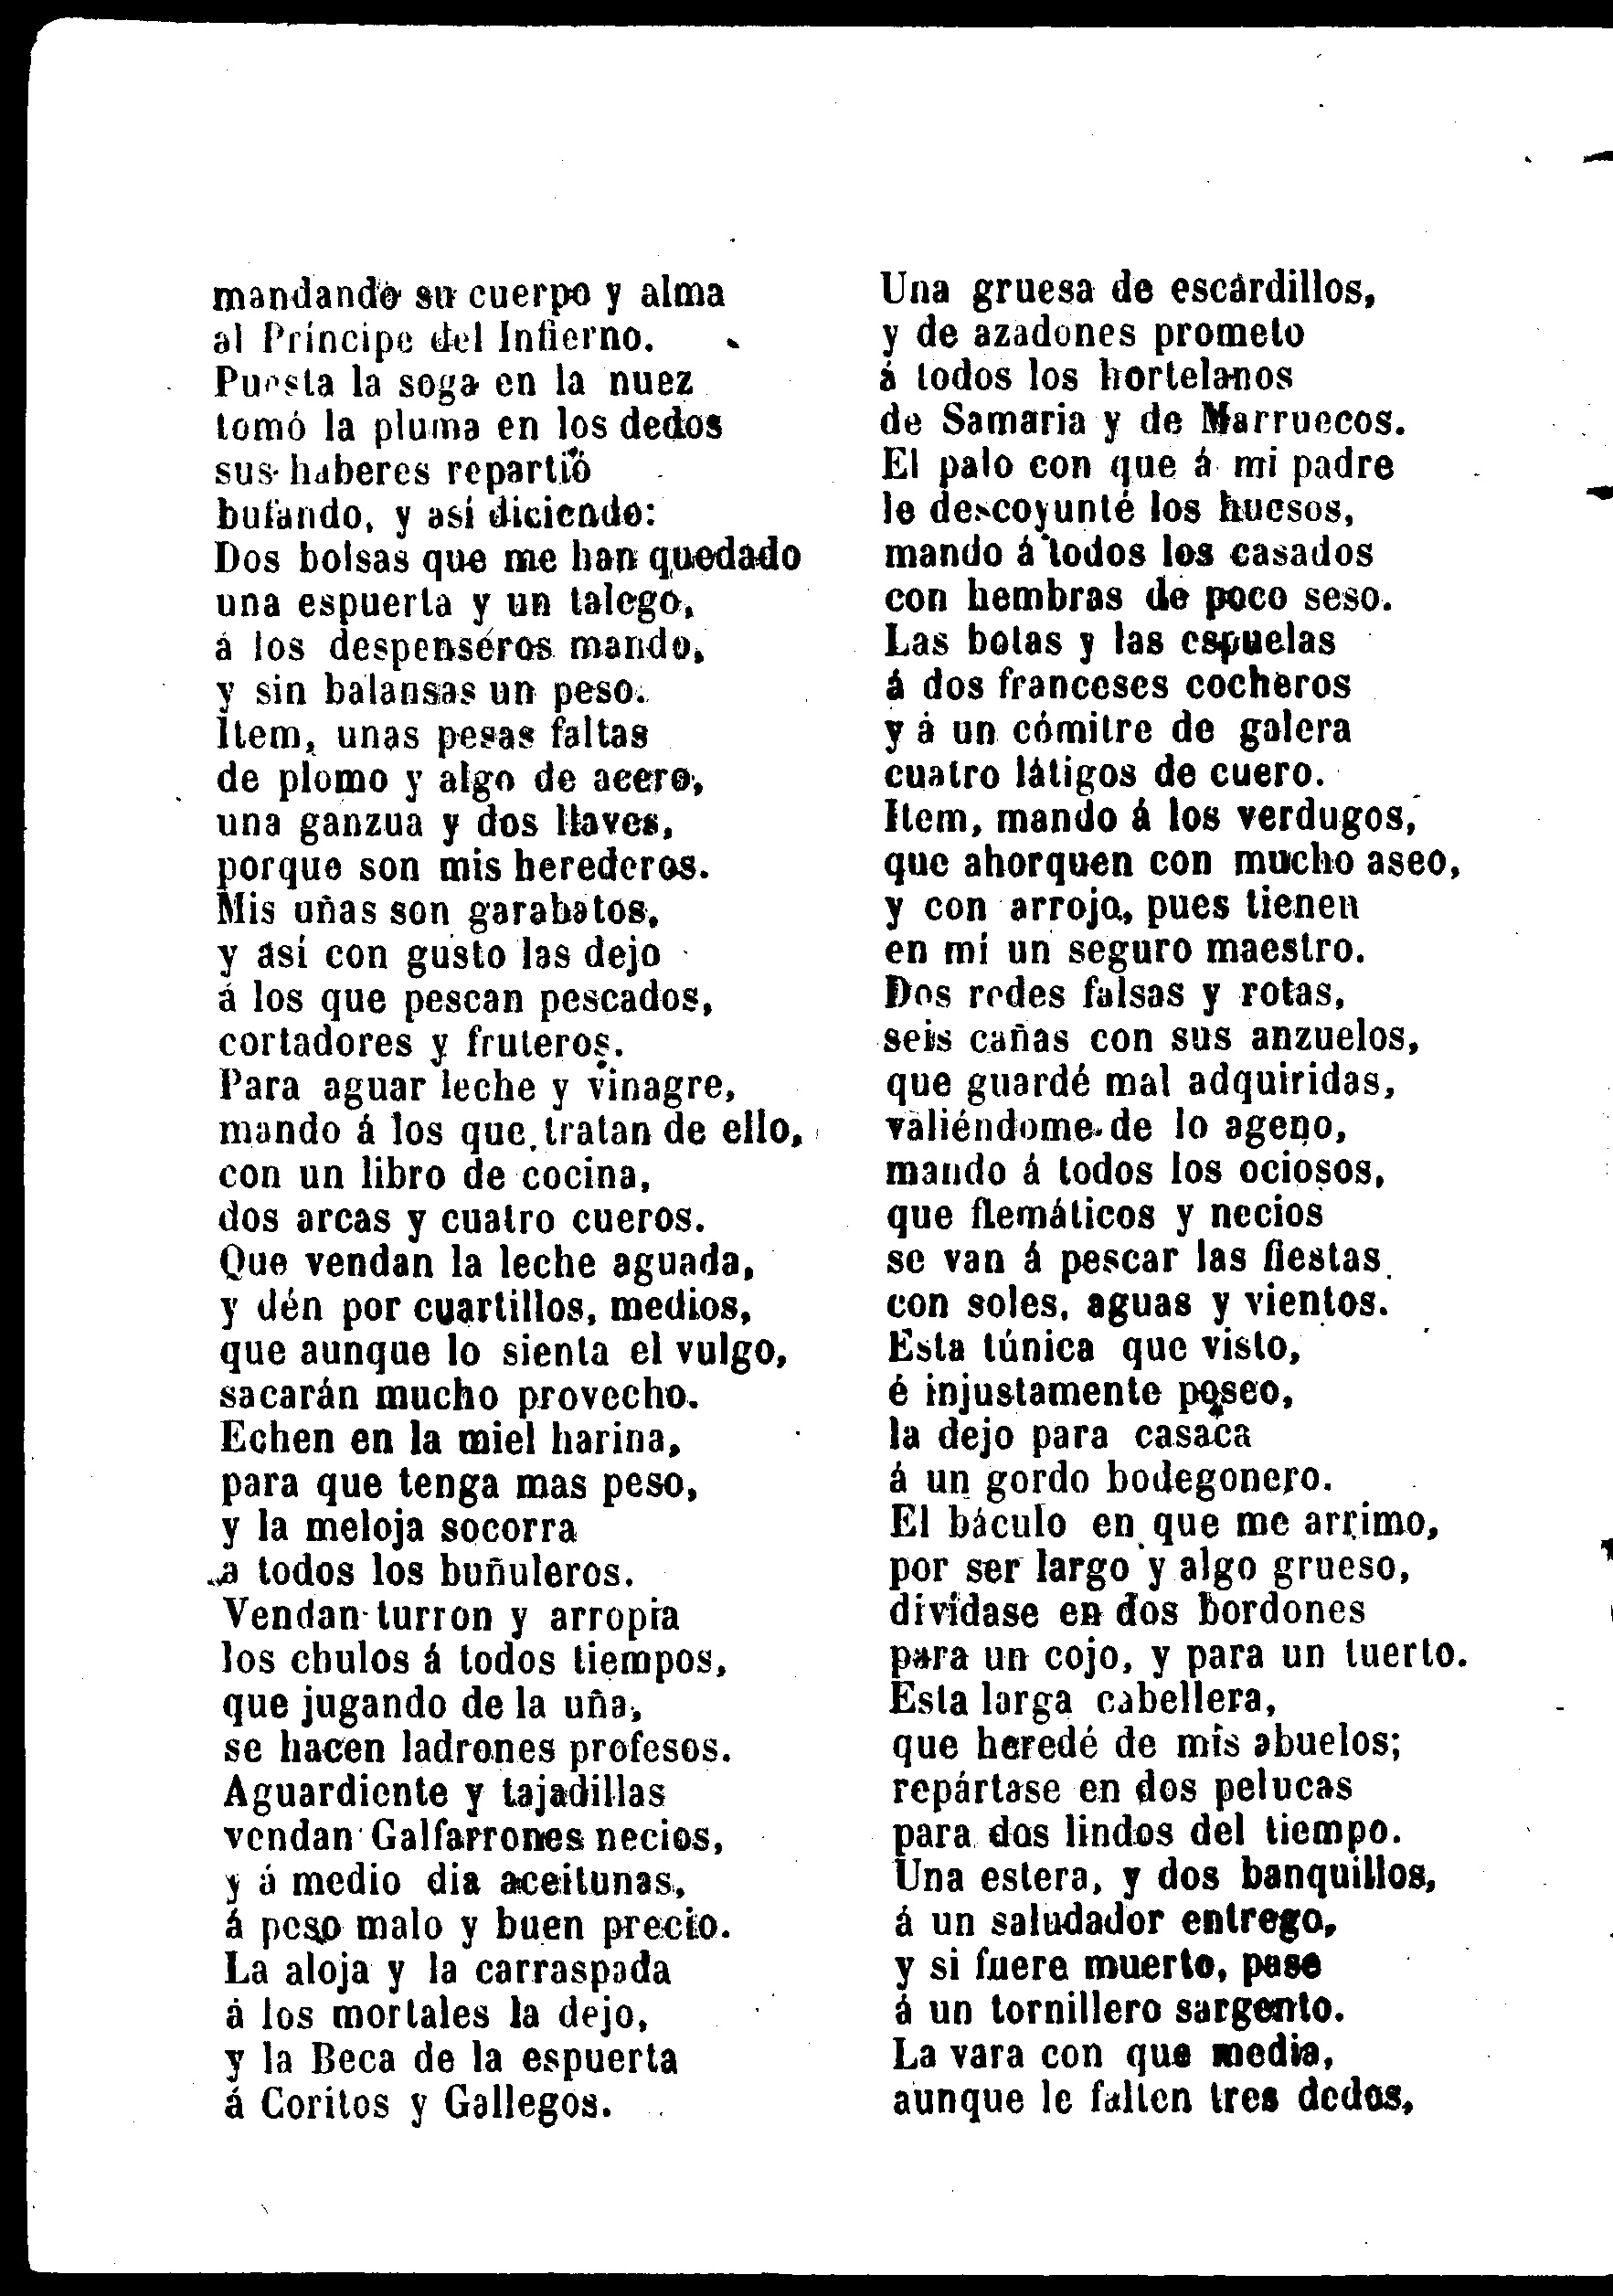 mandando su cuerpo y alma
al Príncipe del Infierno.
Puesta la soga en la nuez
tomó la pluma en los dedos
sus haberes repartió
bufando, y así diciendo:
Dos bolsas que me han quedado
una espuerta y un talego,
á los despenséros mando,
y sin balansas un peso.
Item, unas pesas faltas
de plomo y algo de acero,
una ganzua y dos llaves,
porque son mis herederos.
Mis uñas son garabatos,
y así con gusto las dejo
á los que pescan pescados,
cortadores y fruteros.
Para aguar leche y vinagre,
mando á los que tratan de ello,
con un libro de cocina,
dos arcas y cuatro cueros.
Que vendan la leche aguada,
y dén por cuartillos, medios,
que aunque lo sienta el vulgo,
sacarán mucho provecho.
Echen en la miel harina,
para que tenga mas peso,
y la meloja socorra
a todos los buñuleros.
Vendan turron y arropia
los chulos á todos tiempos,
que jugando de la uña,
se hacen ladrones profesos.
Aguardiente y tajadillas
vendan Galfarrones necios,
y á medio dia aceitunas,
á peso malo y buen precio.
La aloja y la carraspada
á los mortales la dejo,
y la Beca de la espuerta
á Coritos y Gallegos.
Una gruesa de escardillos,
y de azadones prometo
á todos los hortelanos
de Samaria y de Marruecos.
El palo con que á mi padre
le descoyunté los huesos,
mando á todos los casados
con hembras de poco seso.
Las botas y las espuelas
á dos franceses cocheros
y á un cómitre de galera
cuatro látigos de cuero.
Item, mando á los verdugos,
que ahorquen con mucho aseo,
y con arrojo, pues tienen
en mí un seguro maestro.
Dos redes falsas y rotas,
seis cañas con sus anzuelos,
que guardé mal adquiridas,
valiéndome de lo ageno,
mando á todos los ociosos,
que flemáticos y necios
se van á pescar las fiestas
con soles, aguas y vientos.
Esta túnica que visto,
é injustamente poseo,
la dejo para casaca
á un gordo bodegonero.
El báculo en que me arrimo,
por ser largo y algo grueso,
divídase en dos bordones
para un cojo, y para un tuerto.
Esta larga cabellera,
que heredé de mis abuelos;
repártase en dos pelucas
para dos lindos del tiempo.
Una estera, y dos banquillos,
á un saludador entrego,
y si fuere muerto, pase
á un tornillero sargento.
La vara con que media,
aunque le falten tres dedos,